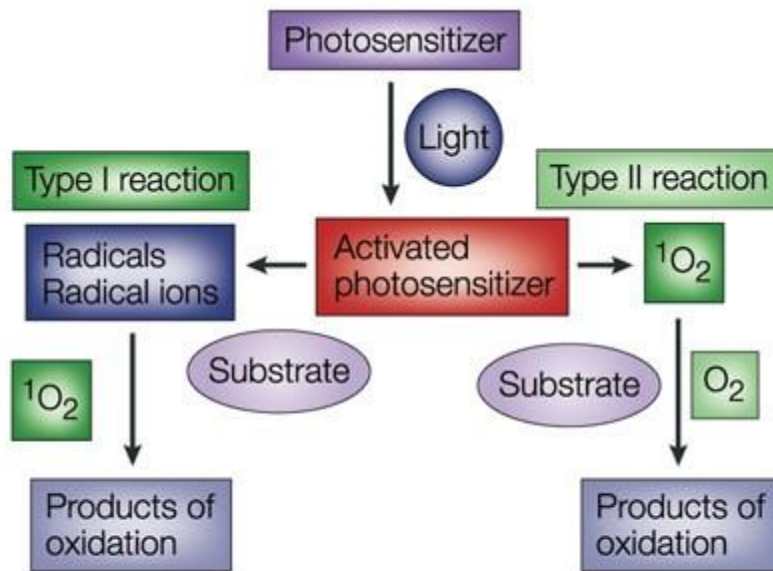 Photosensitizer
Light
Type I reaction
Type II reaction
Radicals
Radical ions
Activated
photosensitizer
¹O₂
Substrate
¹O₂
Substrate
O₂
Products of
oxidation
Products of
oxidation